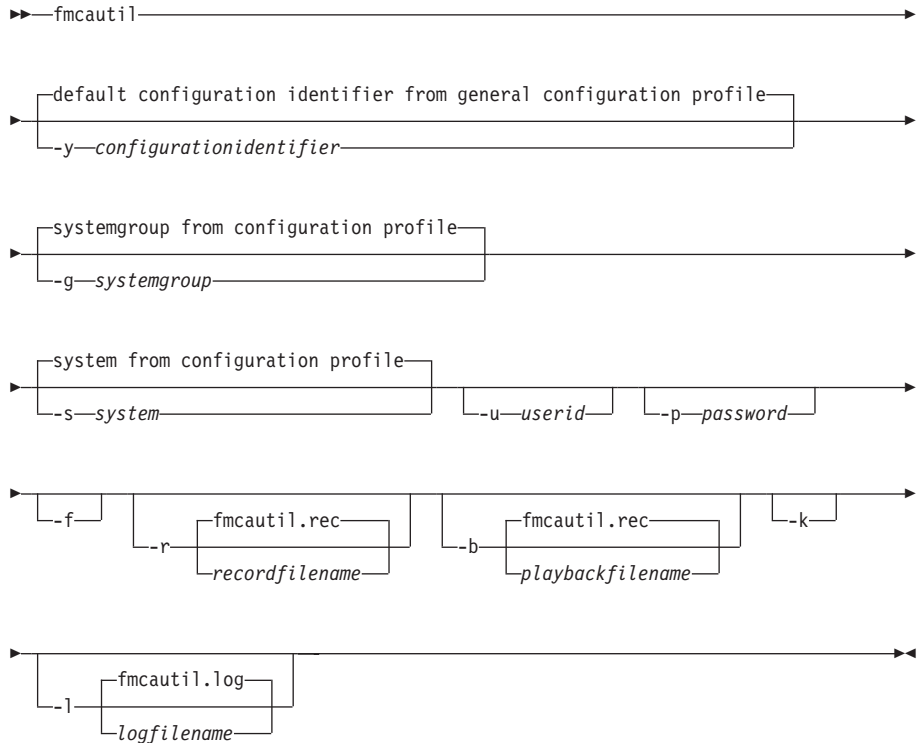 fmcautil
default configuration identifier from general configuration profile
-y configurationidentifier
systemgroup from configuration profile
-g systemgroup
system from configuration profile
-s system -u userid -p password
-f -r fmcautil.rec recordfilename -b fmcautil.rec playbackfilename -k
-l fmcautil.log
logfilename